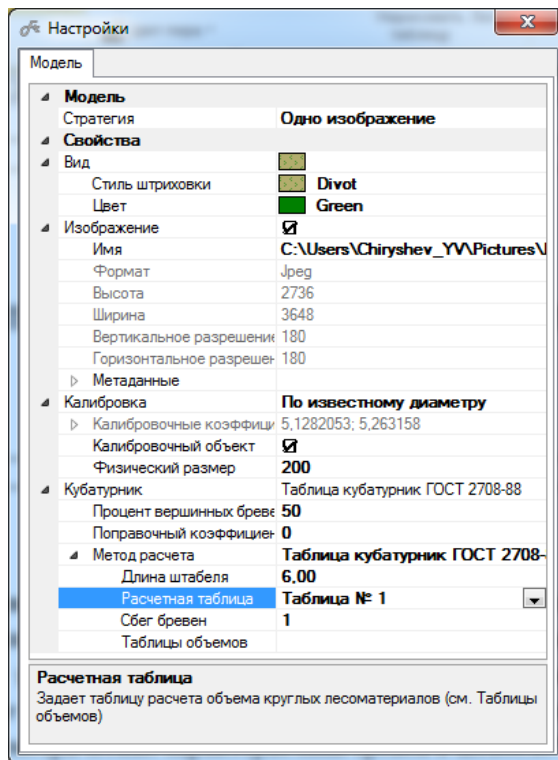 Настройки
Модель
Модель
Стратегия Одно изображение
Свойства
Вид
Стиль штриховки Divot
Цвет Green
Изображение
Имя C:\Users\Chiryshev_YV\Pictures\
Формат Jpeg
Высота 2736
Ширина 3648
Вертикальное разрешение 180
Горизонтальное разрешен 180
Метаданные
Калибровка По известному диаметру
Калибровочные коэффици 5,1282053; 5,263158
Калибровочный объект
Физический размер 200
Кубатурник Таблица кубатурник ГОСТ 2708-88
Процент вершинных бреве 50
Поправочный коэффициен 0
Метод расчета Таблица кубатурник ГОСТ 2708-
Длина штабеля 6,00
Расчетная таблица Таблица № 1
Сбег бревен 1
Таблицы объемов
Расчетная таблица
Задает таблицу расчета объема круглых лесоматериалов (см. Таблицы
объемов)